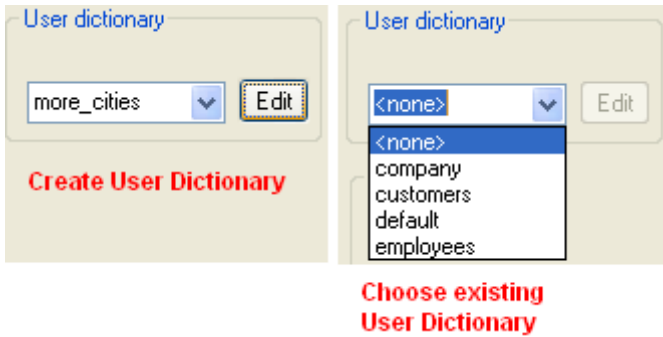 User dictionary
more_cities
Edit
Create User Dictionary
User dictionary
<none>
Edit
<none>
company
customers
default
employees
Choose existing
User Dictionary